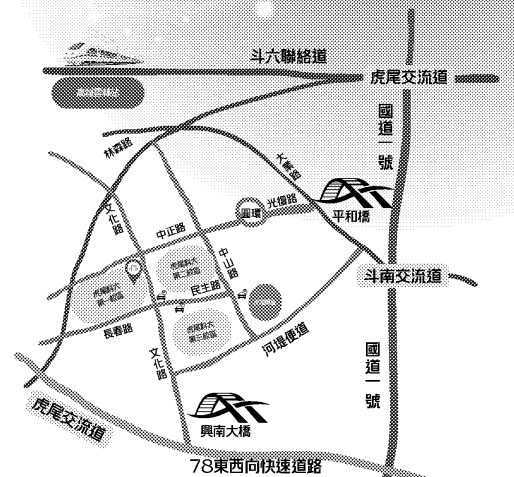 斗六聯絡道
虎尾交流道
國道一號
林森路
大業路
平和橋
光復路
圓環
文化路
中正路
中山路
虎尾科大
第二校區
斗南交流道
虎尾科大
第一校區
民主路
長春路
虎尾科大
第三校區
河堤便道
文化路
國道一號
虎尾交流道
興南大橋
78東西向快速道路